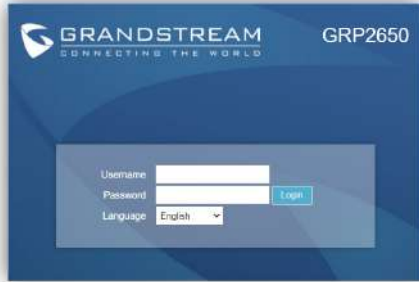 GRANDSTREAM
CONNECTING THE WORLD
GRP2650
Username
Password
Login
Language
English